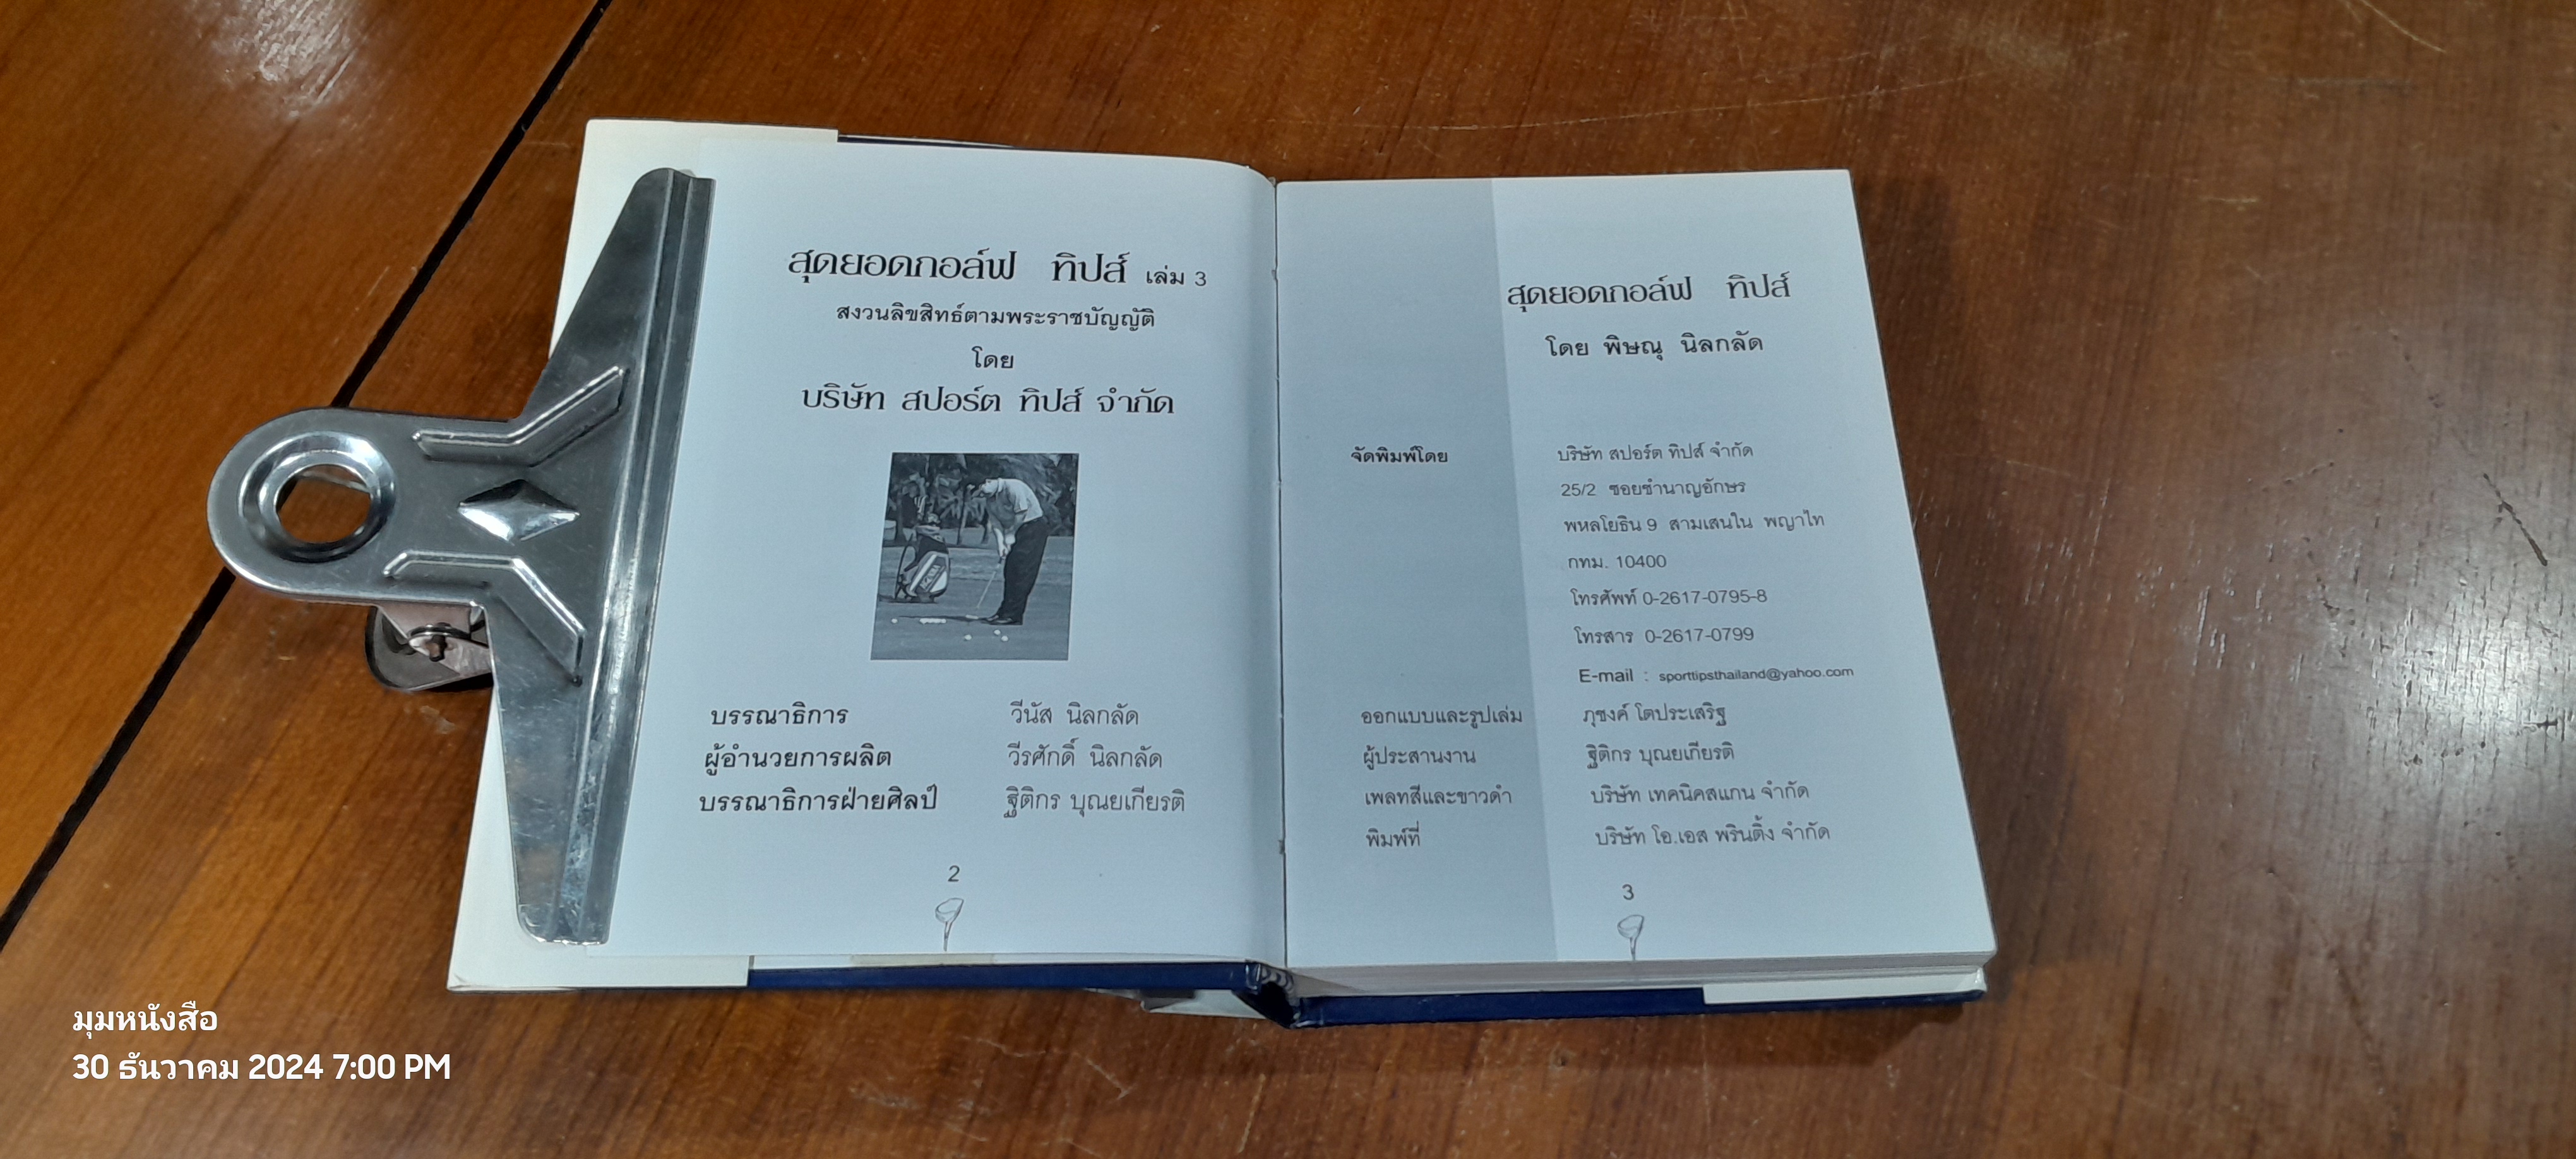 สุดยอดกอล์ฟ ทิปส์ เล่ม 3
สงวนลิขสิทธ์ตามพระราชบัญญัติ
โดย
บริษัท สปอร์ต ทิปส์ จำกัด
บรรณาธิการ วีนัส นิลกลัด
ผู้อำนวยการผลิต วีรศักดิ์ นิลกลัด
บรรณาธิการฝ่ายศิลป์ ฐิติกร บุณยเกียรติ
2
สุดยอดกอล์ฟ ทิปส์
โดย พิษณุ นิลกลัด
จัดพิมพ์โดย บริษัท สปอร์ต ทิปส์ จำกัด
25/2 ซอยชำนาญอักษร
พหลโยธิน 9 สามเสนใน พญาไท
กทม. 10400
โทรศัพท์ 0-2617-0795-8
โทรสาร 0-2617-0799
E-mail : sporttipsthailand@yahoo.com
ออกแบบและรูปเล่ม ภุชงค์ โตประเสริฐ
ผู้ประสานงาน ฐิติกร บุณยเกียรติ
เพลทสีและขาวดำ บริษัท เทคนิคสแกน จำกัด
พิมพ์ที่ บริษัท โอ.เอส พรินติ้ง จำกัด
3
มุมหนังสือ
30 ธันวาคม 2024 7:00 PM